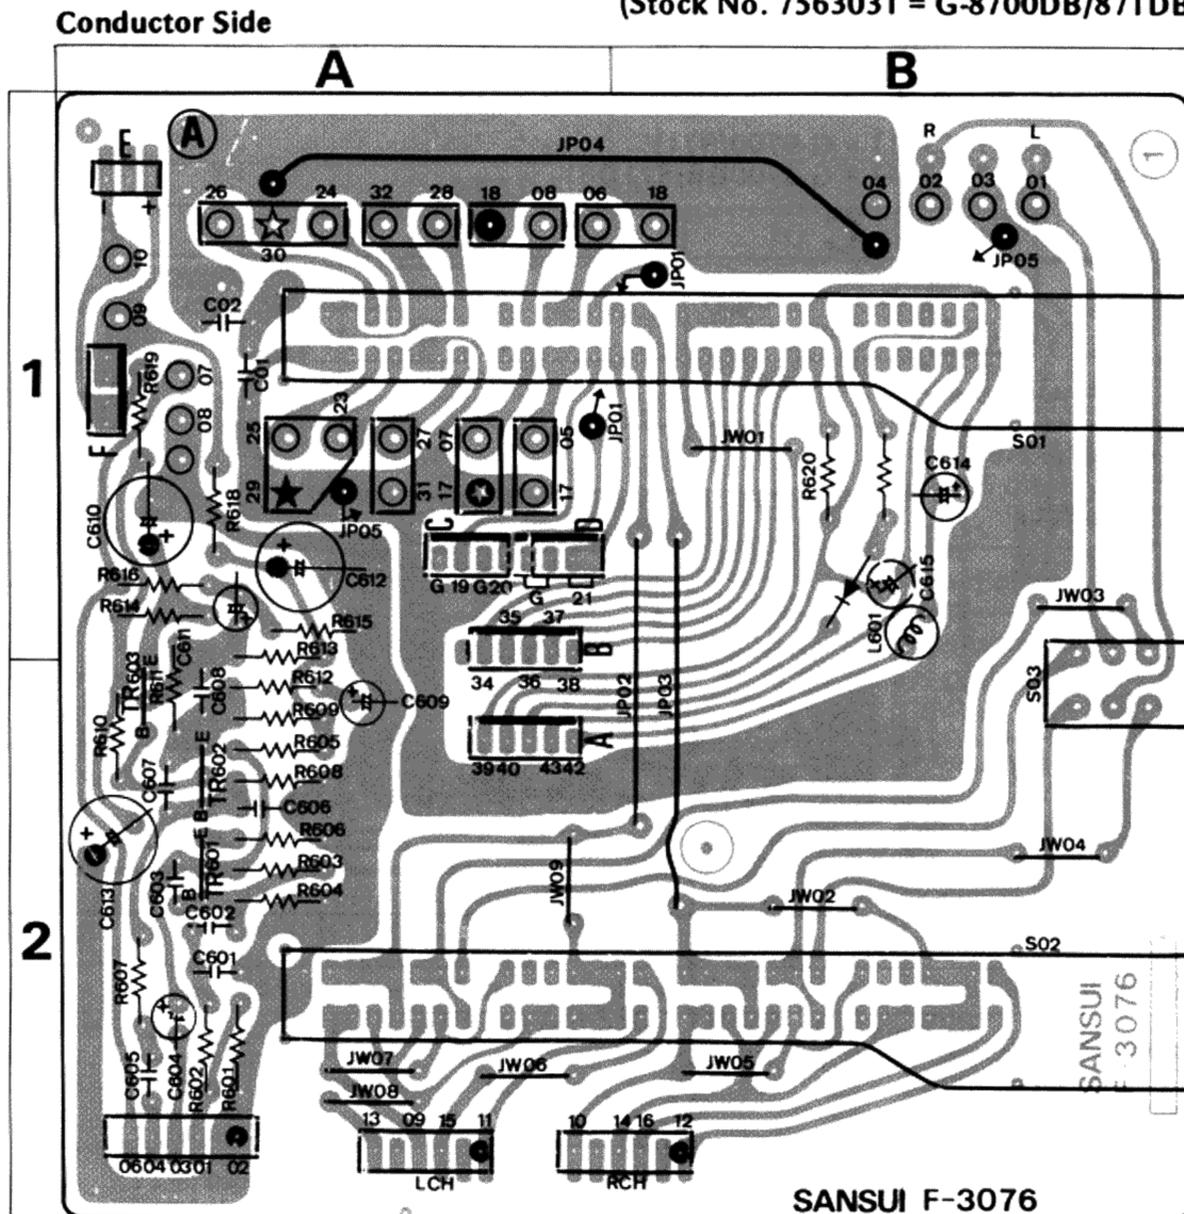 (Stock No. 7563031 = G-8700DB/871DB
Conductor Side
A B
E A JP04 R L 1
26 24 32 28 18 08 06 18 04 02 03 01
- + 30 JP01 JP05
10
09 C02
1
R619 07 C01
08
F 25 23 27 07 05 JP01 JW01 S01
R620 C614
29 31 17 17
C610 R618 JP05 C D
R616 C612 G 19 G20 G 21
C615
R614 JW03
C611 R615 35 37 L601
R613 B
TR603 E R611 C608 R612 34 36 38 JP02 JP03 S03
R609 C609
R610 B E R605 A
C607 TR602 R608 39 40 43 42
B C606
E R606 JW04
TR601 R603 JW09
C613 C603 B R604 JW02
C602
2
C601 S02
R607
SANSUI
F-3076
JW07 JW06 JW05
C605 C604 R602 R601 JW08
13 09 15 11 10 14 16 12
06 04 03 01 02
LCH RCH
SANSUI F-3076